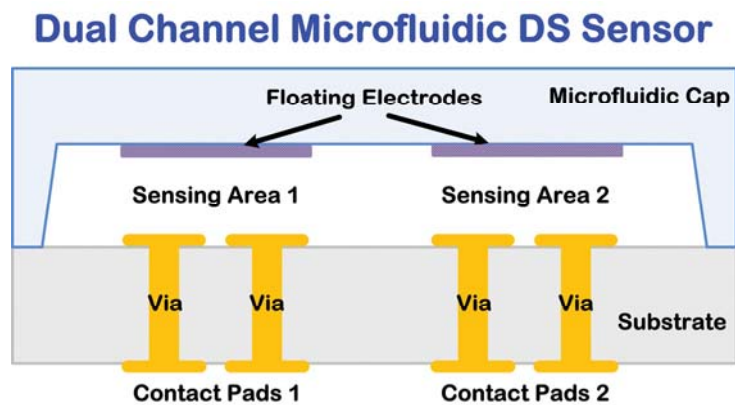 Dual Channel Microfluidic DS Sensor
Floating Electrodes
Microfluidic Cap
Sensing Area 1
Sensing Area 2
Via
Via
Via
Via
Substrate
Contact Pads 1
Contact Pads 2